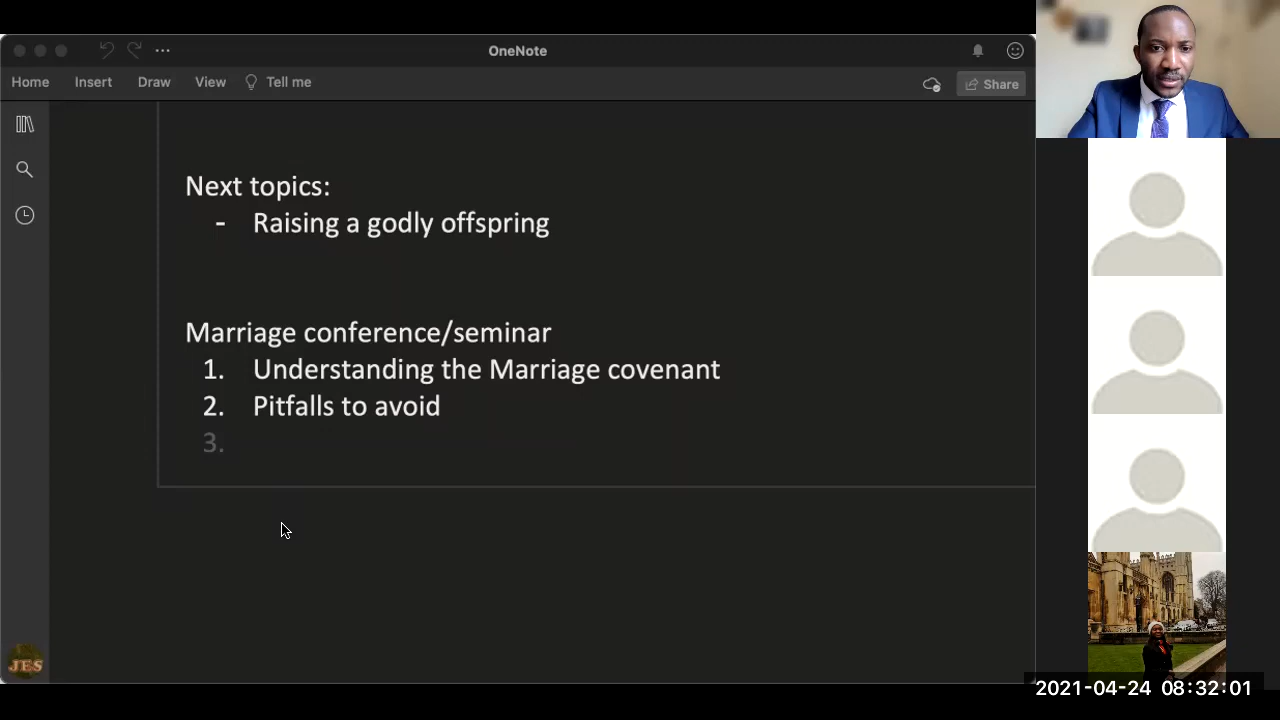 OneNote
Home Insert Draw View Tell me Share
Next topics:
- Raising a godly offspring
Marriage conference/seminar
1. Understanding the Marriage covenant
2. Pitfalls to avoid
3.
JES
2021-04-24 08:32:01